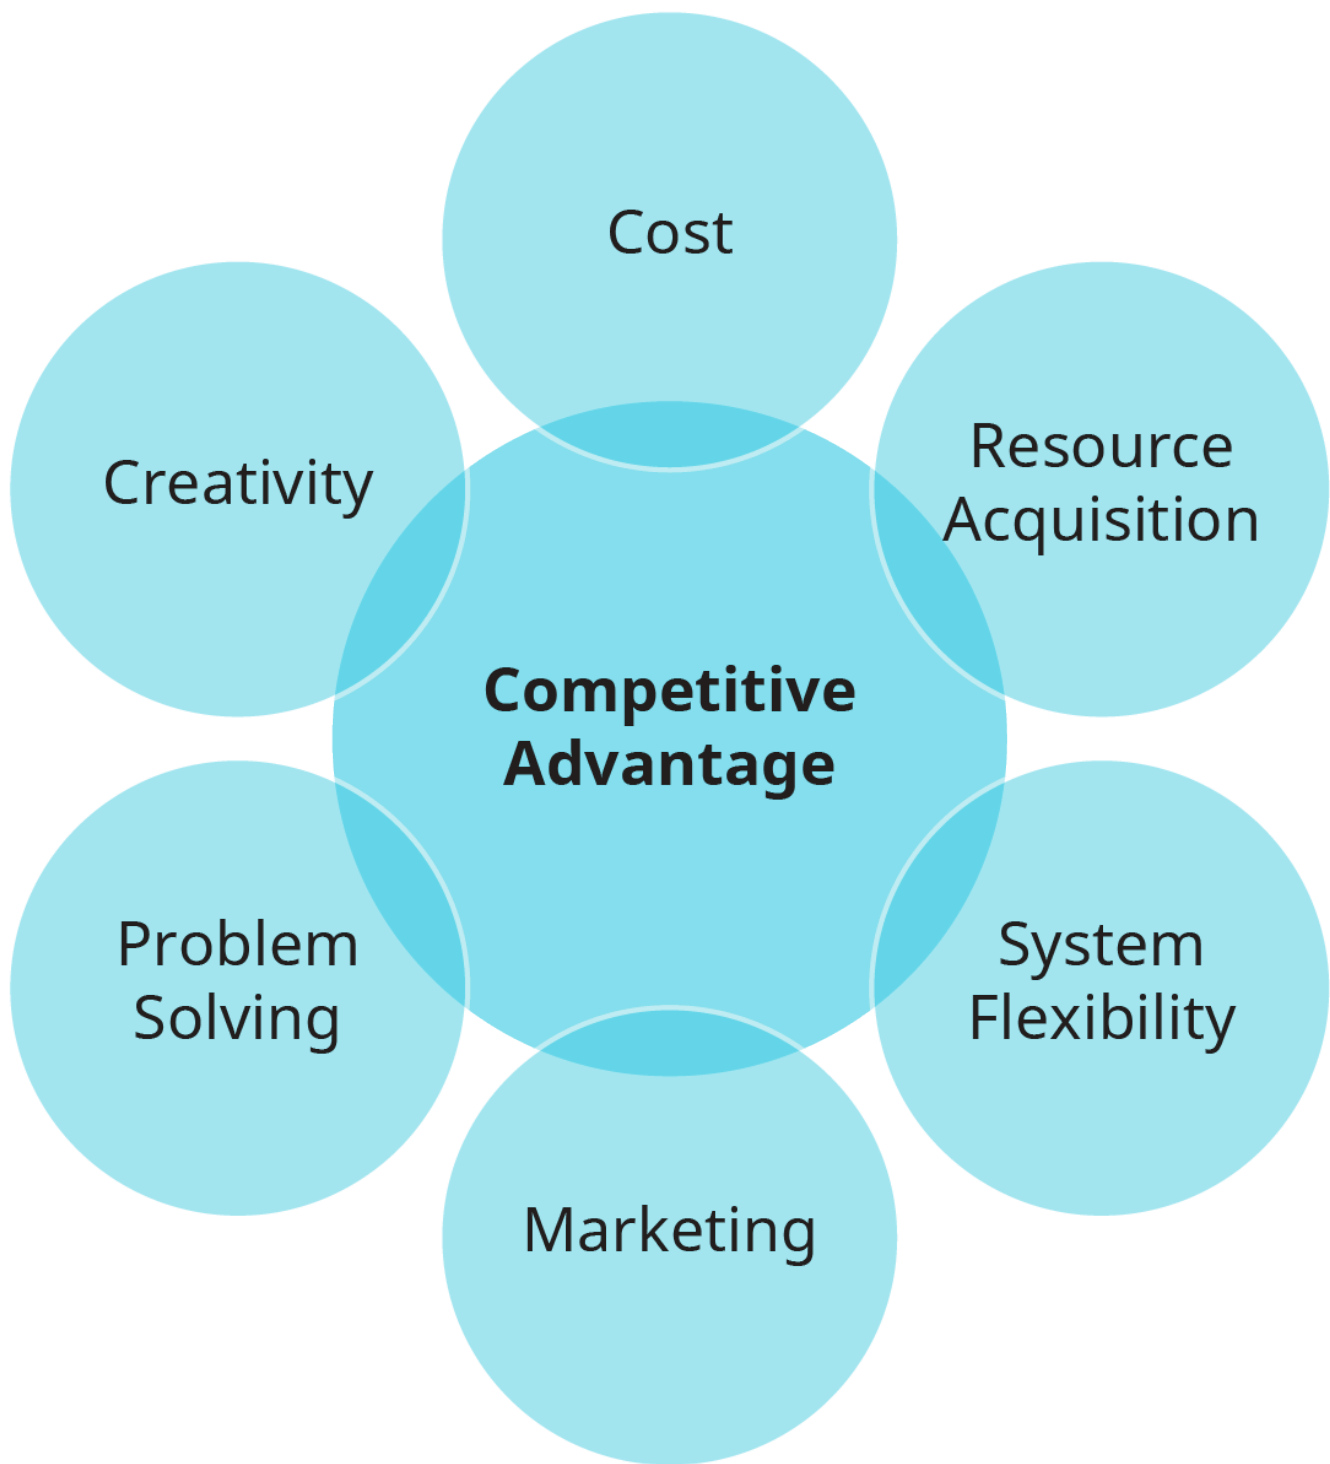 Cost
Resource
Acquisition
System
Flexibility
Marketing
Problem
Solving
Creativity
Competitive
Advantage